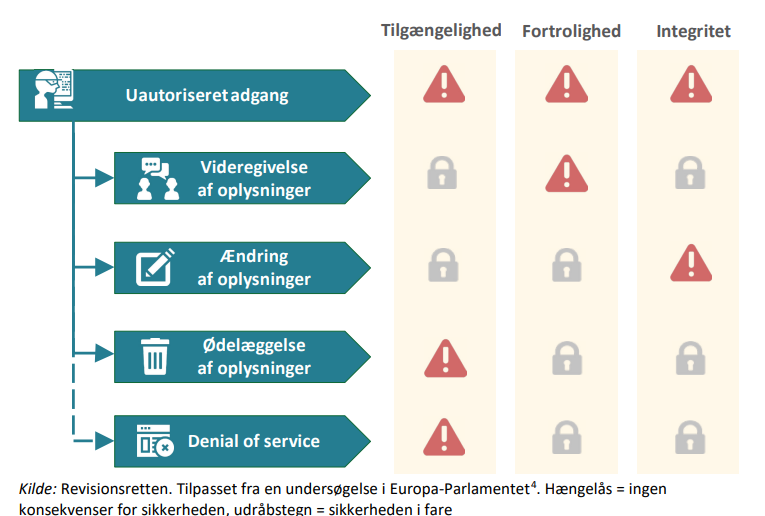 Tilgængelighed Fortrolighed Integritet
Uautoriseret adgang
Videregivelse
af oplysninger
Ændring
af oplysninger
Ødelæggelse
af oplysninger
Denial of service
Kilde: Revisionsretten. Tilpasset fra en undersøgelse i Europa-Parlamentet⁴. Hængelås = ingen
konsekvenser for sikkerheden, udråbstegn = sikkerheden i fare